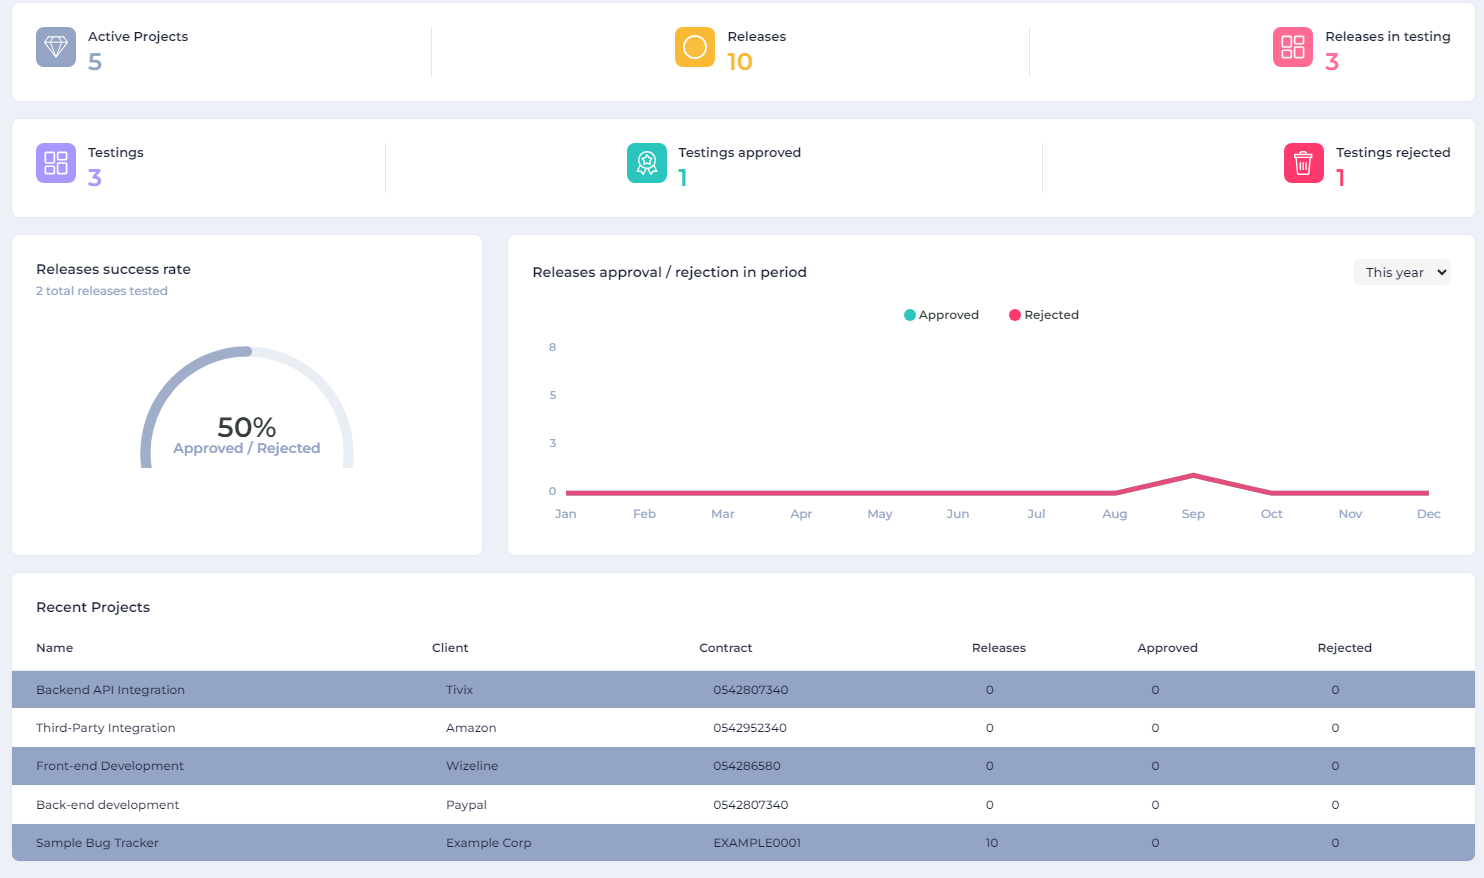 Active Projects
5
Releases
10
Releases in testing
3
Testings
3
Testings approved
1
Testings rejected
1
Releases success rate
2 total releases tested
50%
Approved / Rejected
Releases approval / rejection in period
This year
Approved Rejected
8
5
3
0
Jan Feb Mar Apr May Jun Jul Aug Sep Oct Nov Dec
Recent Projects
Name Client Contract Releases Approved Rejected
Backend API Integration Tivix 0542807340 0 0 0
Third-Party Integration Amazon 0542952340 0 0 0
Front-end Development Wizeline 054286580 0 0 0
Back-end development Paypal 0542807340 0 0 0
Sample Bug Tracker Example Corp EXAMPLE0001 10 0 0